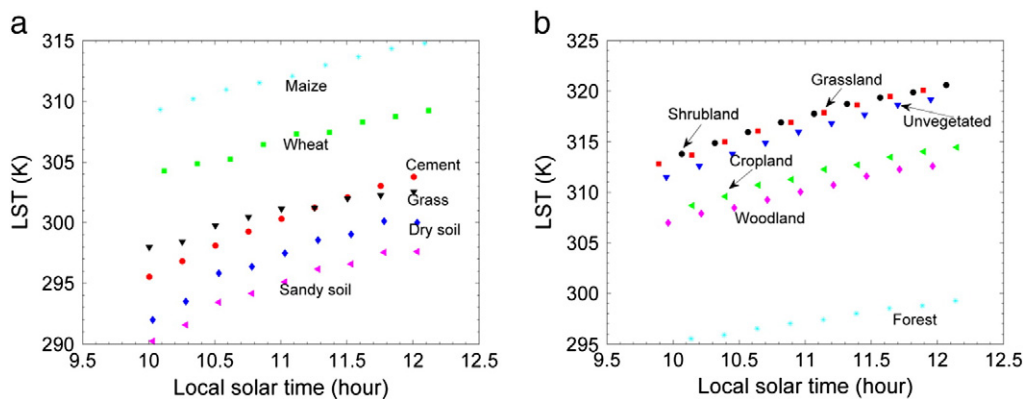 a
LST (K)
315
310
305
300
295
290
Maize
Wheat
Cement
Grass
Dry soil
Sandy soil
9.5 10 10.5 11 11.5 12 12.5
Local solar time (hour)
b
LST (K)
325
320
315
310
305
300
295
Grassland
Shrubland
Unvegetated
Cropland
Woodland
Forest
9.5 10 10.5 11 11.5 12 12.5
Local solar time (hour)